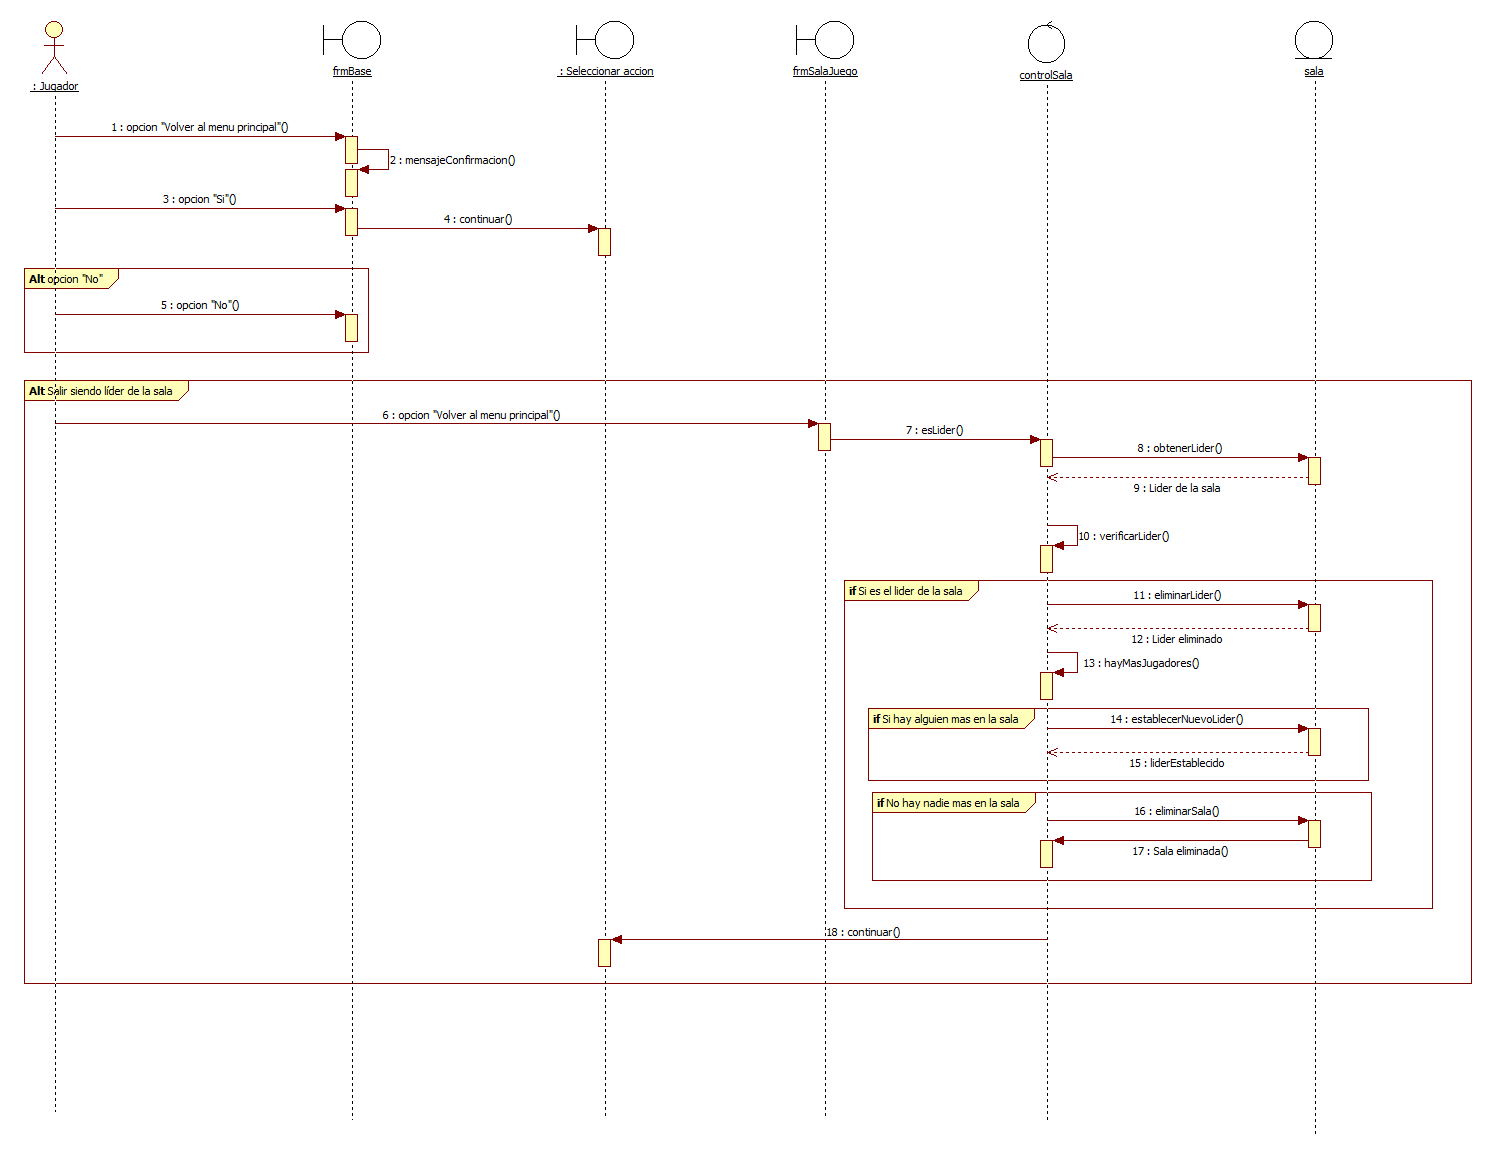 : Jugador
frmBase
: Seleccionar accion
frmSalaJuego
controlSala
sala
1 : opcion "Volver al menu principal"()
2 : mensajeConfirmacion()
3 : opcion "Si"()
4 : continuar()
Alt opcion "No"
5 : opcion "No"()
Alt Salir siendo líder de la sala
6 : opcion "Volver al menu principal"()
7 : esLider()
8 : obtenerLider()
9 : Lider de la sala
10 : verificarLider()
if Si es el lider de la sala
11 : eliminarLider()
12 : Lider eliminado
13 : hayMasJugadores()
if Si hay alguien mas en la sala
14 : establecerNuevoLider()
15 : liderEstablecido
if No hay nadie mas en la sala
16 : eliminarSala()
17 : Sala eliminada()
18 : continuar()